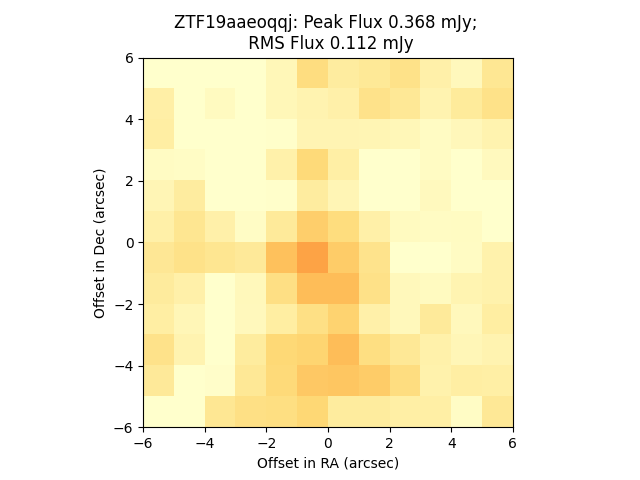 ZTF19aaeoqqj: Peak Flux 0.368 mJy;
RMS Flux 0.112 mJy
6
4
2
0
−2
−4
−6
Offset in Dec (arcsec)
−6 −4 −2 0 2 4 6
Offset in RA (arcsec)